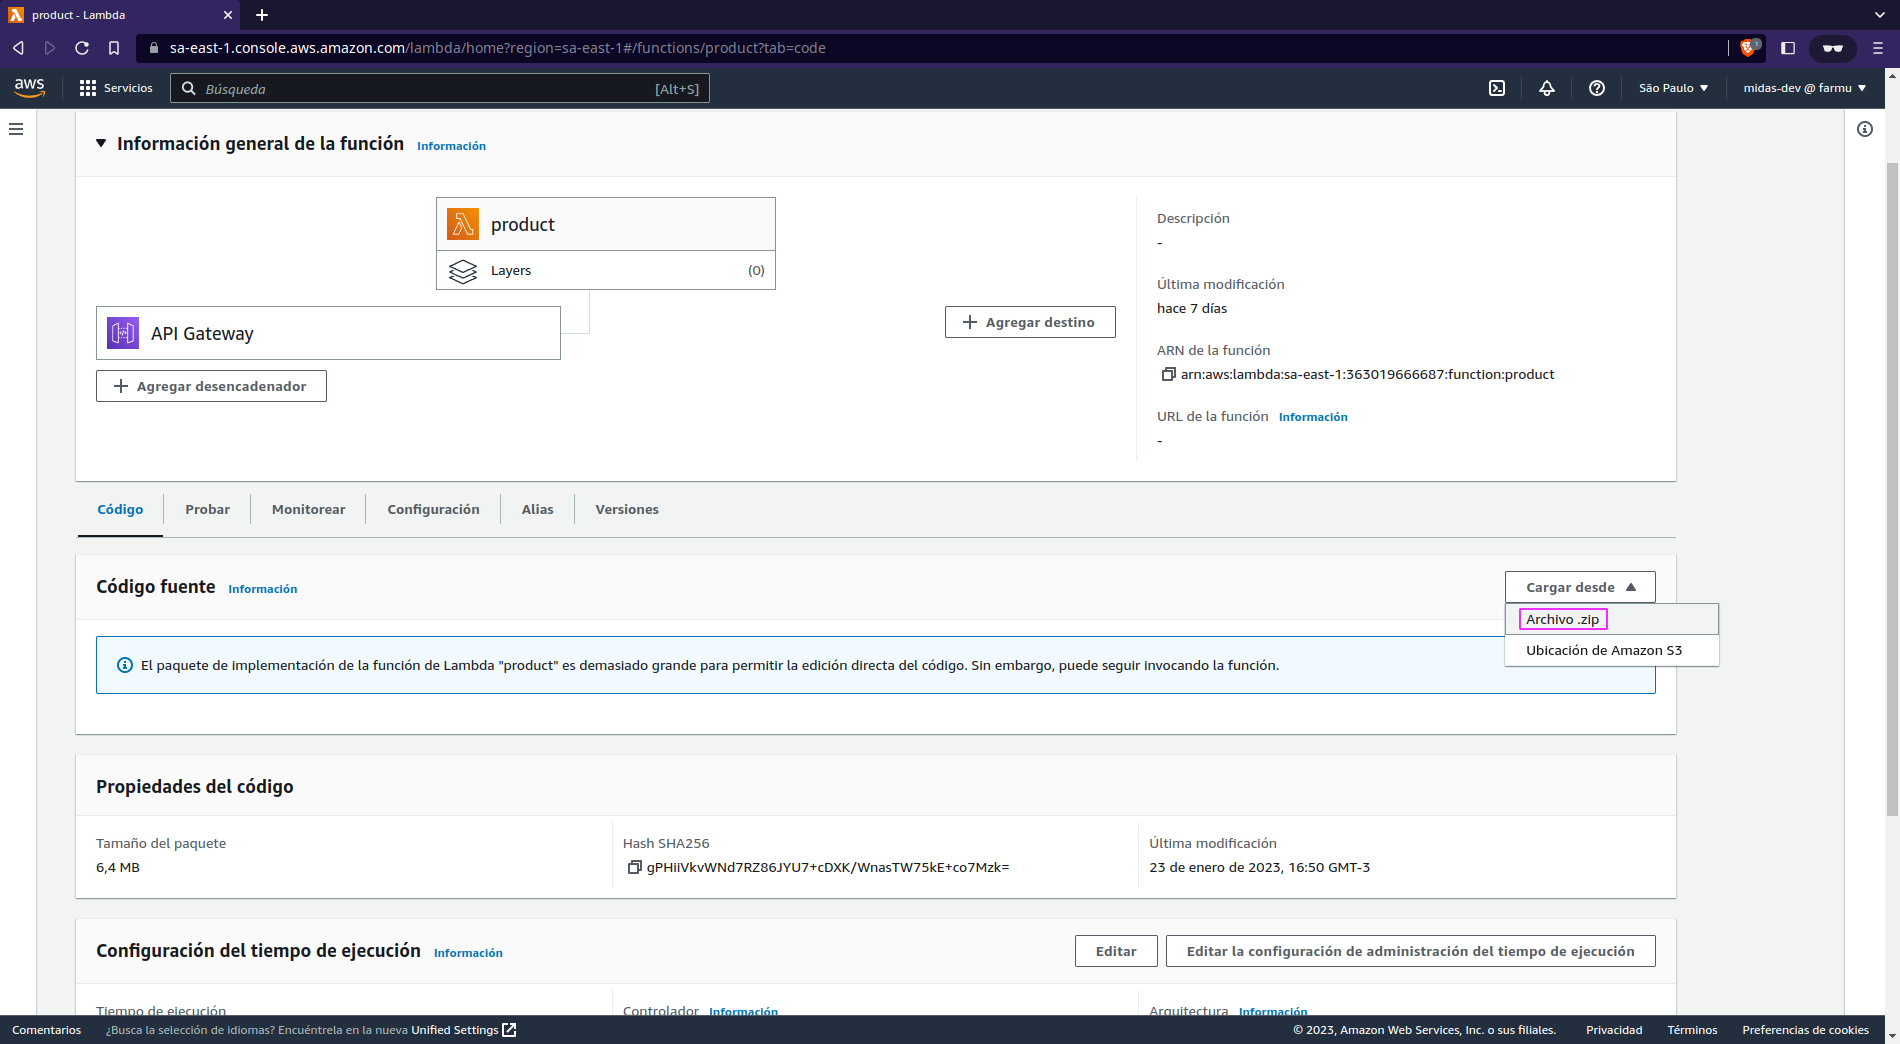 product - Lambda
sa-east-1.console.aws.amazon.com/lambda/home?region=sa-east-1#/functions/product?tab=code
1
aws
Servicios
Búsqueda
[Alt+S]
São Paulo
midas-dev @ farmu
Información general de la función
Información
product
Layers
(0)
API Gateway
Agregar desencadenador
Agregar destino
Descripción
-
Última modificación
hace 7 días
ARN de la función
arn:aws:lambda:sa-east-1:363019666687:function:product
URL de la función Información
-
Código
Probar
Monitorear
Configuración
Alias
Versiones
Código fuente Información
Cargar desde
Archivo .zip
Ubicación de Amazon S3
El paquete de implementación de la función de Lambda "product" es demasiado grande para permitir la edición directa del código. Sin embargo, puede seguir invocando la función.
Propiedades del código
Tamaño del paquete
6,4 MB
Hash SHA256
gPHiiVkvWNd7RZ86JYU7+cDXK/WnasTW75kE+co7Mzk=
Última modificación
23 de enero de 2023, 16:50 GMT-3
Configuración del tiempo de ejecución Información
Editar
Editar la configuración de administración del tiempo de ejecución
Tiempo de ejecución
Controlador Información
Arquitectura Información
Comentarios
¿Busca la selección de idiomas? Encuéntrela en la nueva Unified Settings
© 2023, Amazon Web Services, Inc. o sus filiales.
Privacidad
Términos
Preferencias de cookies